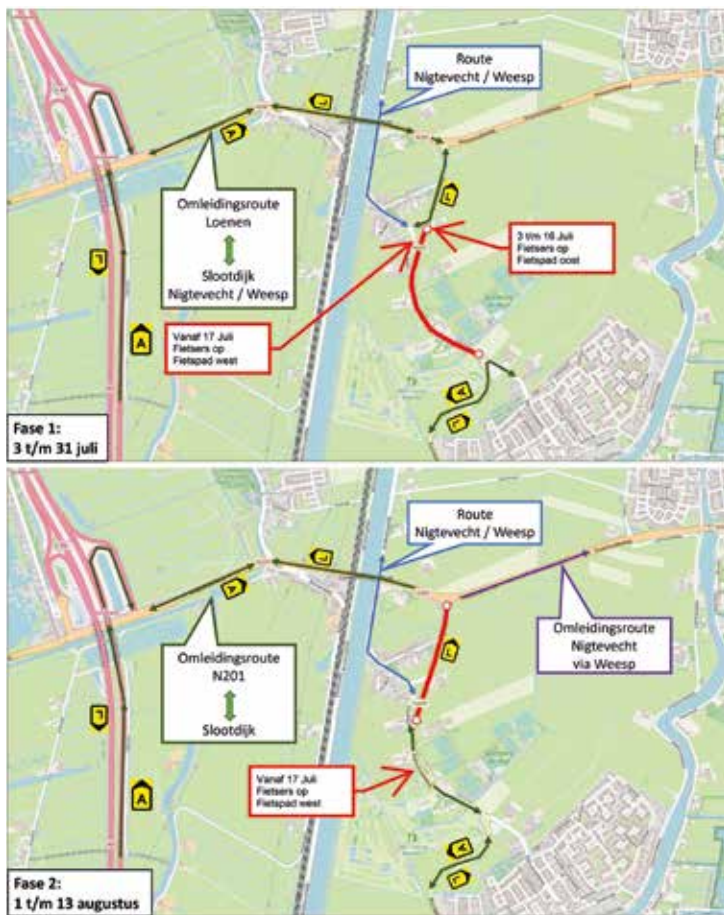 Route
Nigtevecht / Weesp
L
A
L
Omleidingsroute
Loenen
Slootdijk
Nigtevecht / Weesp
3 t/m 16 Juli
Fietsers op
Fietspad oost
L
A
Vanaf 17 Juli
Fietsers op
Fietspad west
A
L
Fase 1:
3 t/m 31 juli
Route
Nigtevecht / Weesp
L
A
Omleidingsroute
N201
Slootdijk
L
Omleidingsroute
Nigtevecht
via Weesp
L
A
Vanaf 17 Juli
Fietsers op
Fietspad west
A
L
Fase 2:
1 t/m 13 augustus